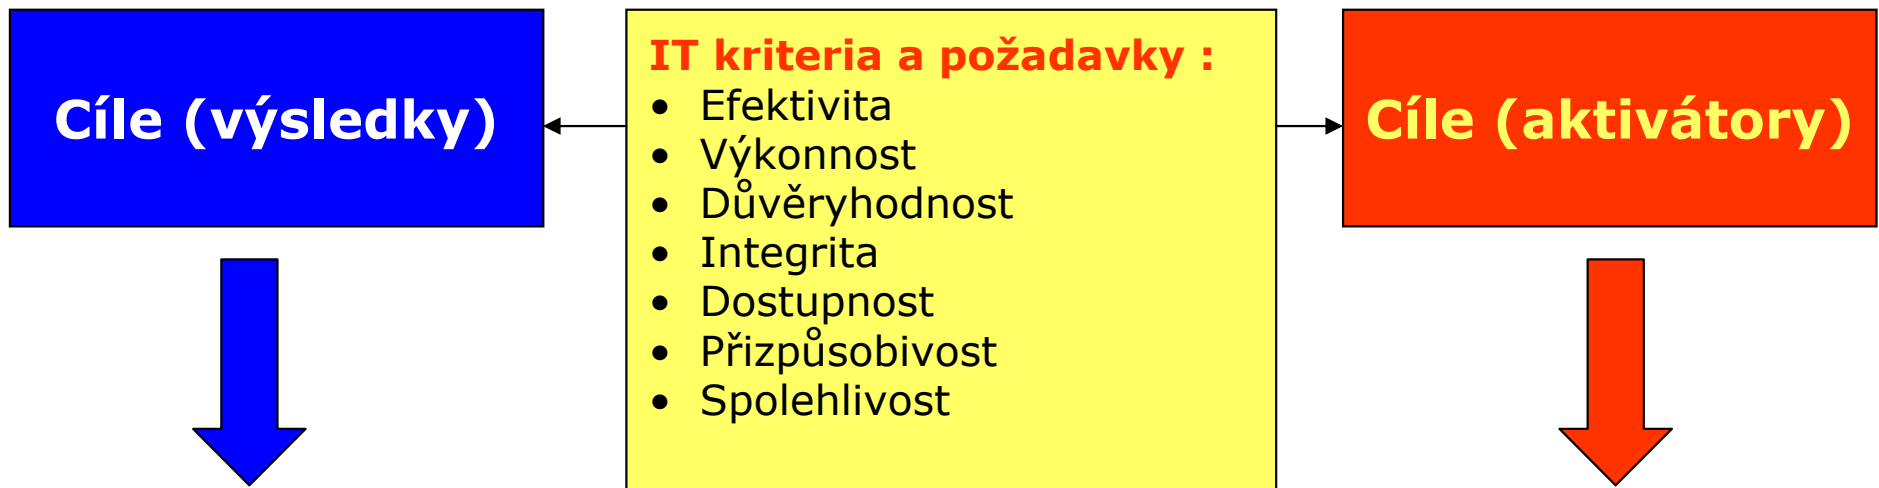 Cíle (výsledky)
IT kriteria a požadavky :
• Efektivita
• Výkonnost
• Důvěryhodnost
• Integrita
• Dostupnost
• Přizpůsobivost
• Spolehlivost
Cíle (aktivátory)